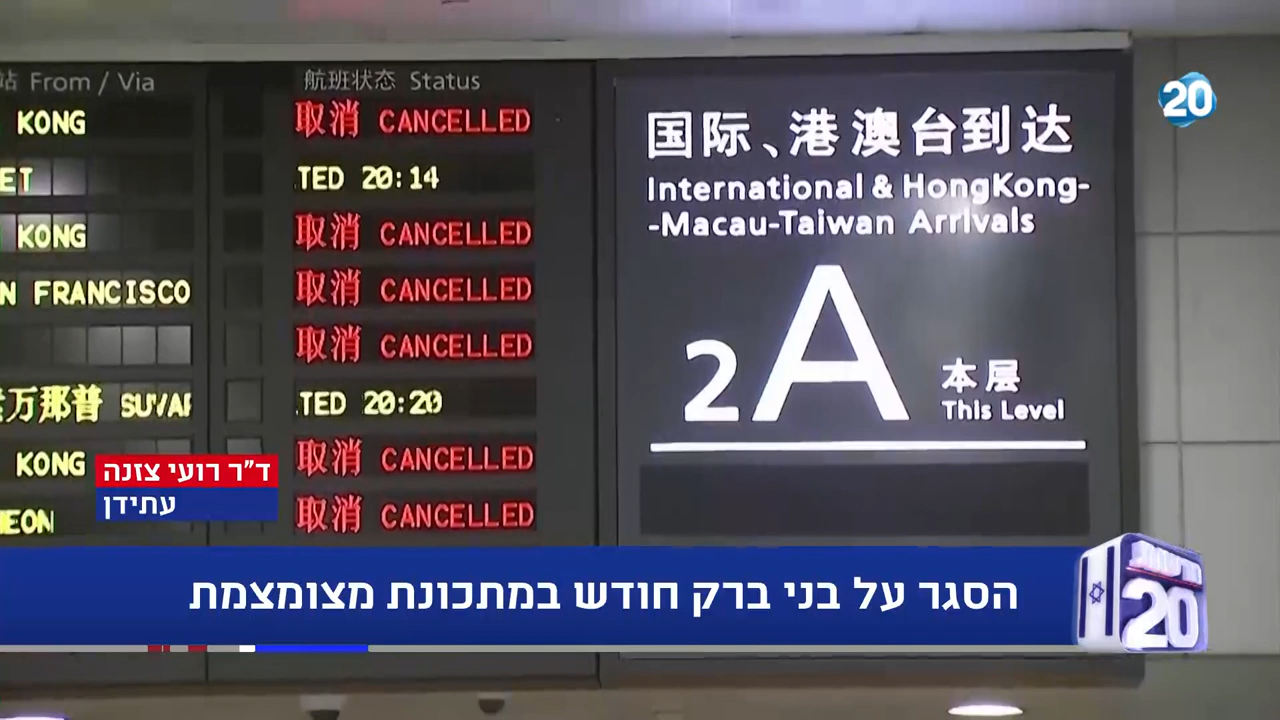 站 From / Via
航班状态 Status
KONG 取消 CANCELLED
ET TED 20:14
KONG 取消 CANCELLED
N FRANCISCO 取消 CANCELLED
取消 CANCELLED
万那普 SUVAR TED 20:20
KONG 取消 CANCELLED
HEON 取消 CANCELLED
国际、港澳台到达
International & HongKong-
-Macau-Taiwan Arrivals
2A
本层
This Level
20
ד"ר רועי צזנה
עתידן
הסגר על בני ברק חודש במתכונת מצומצמת
20